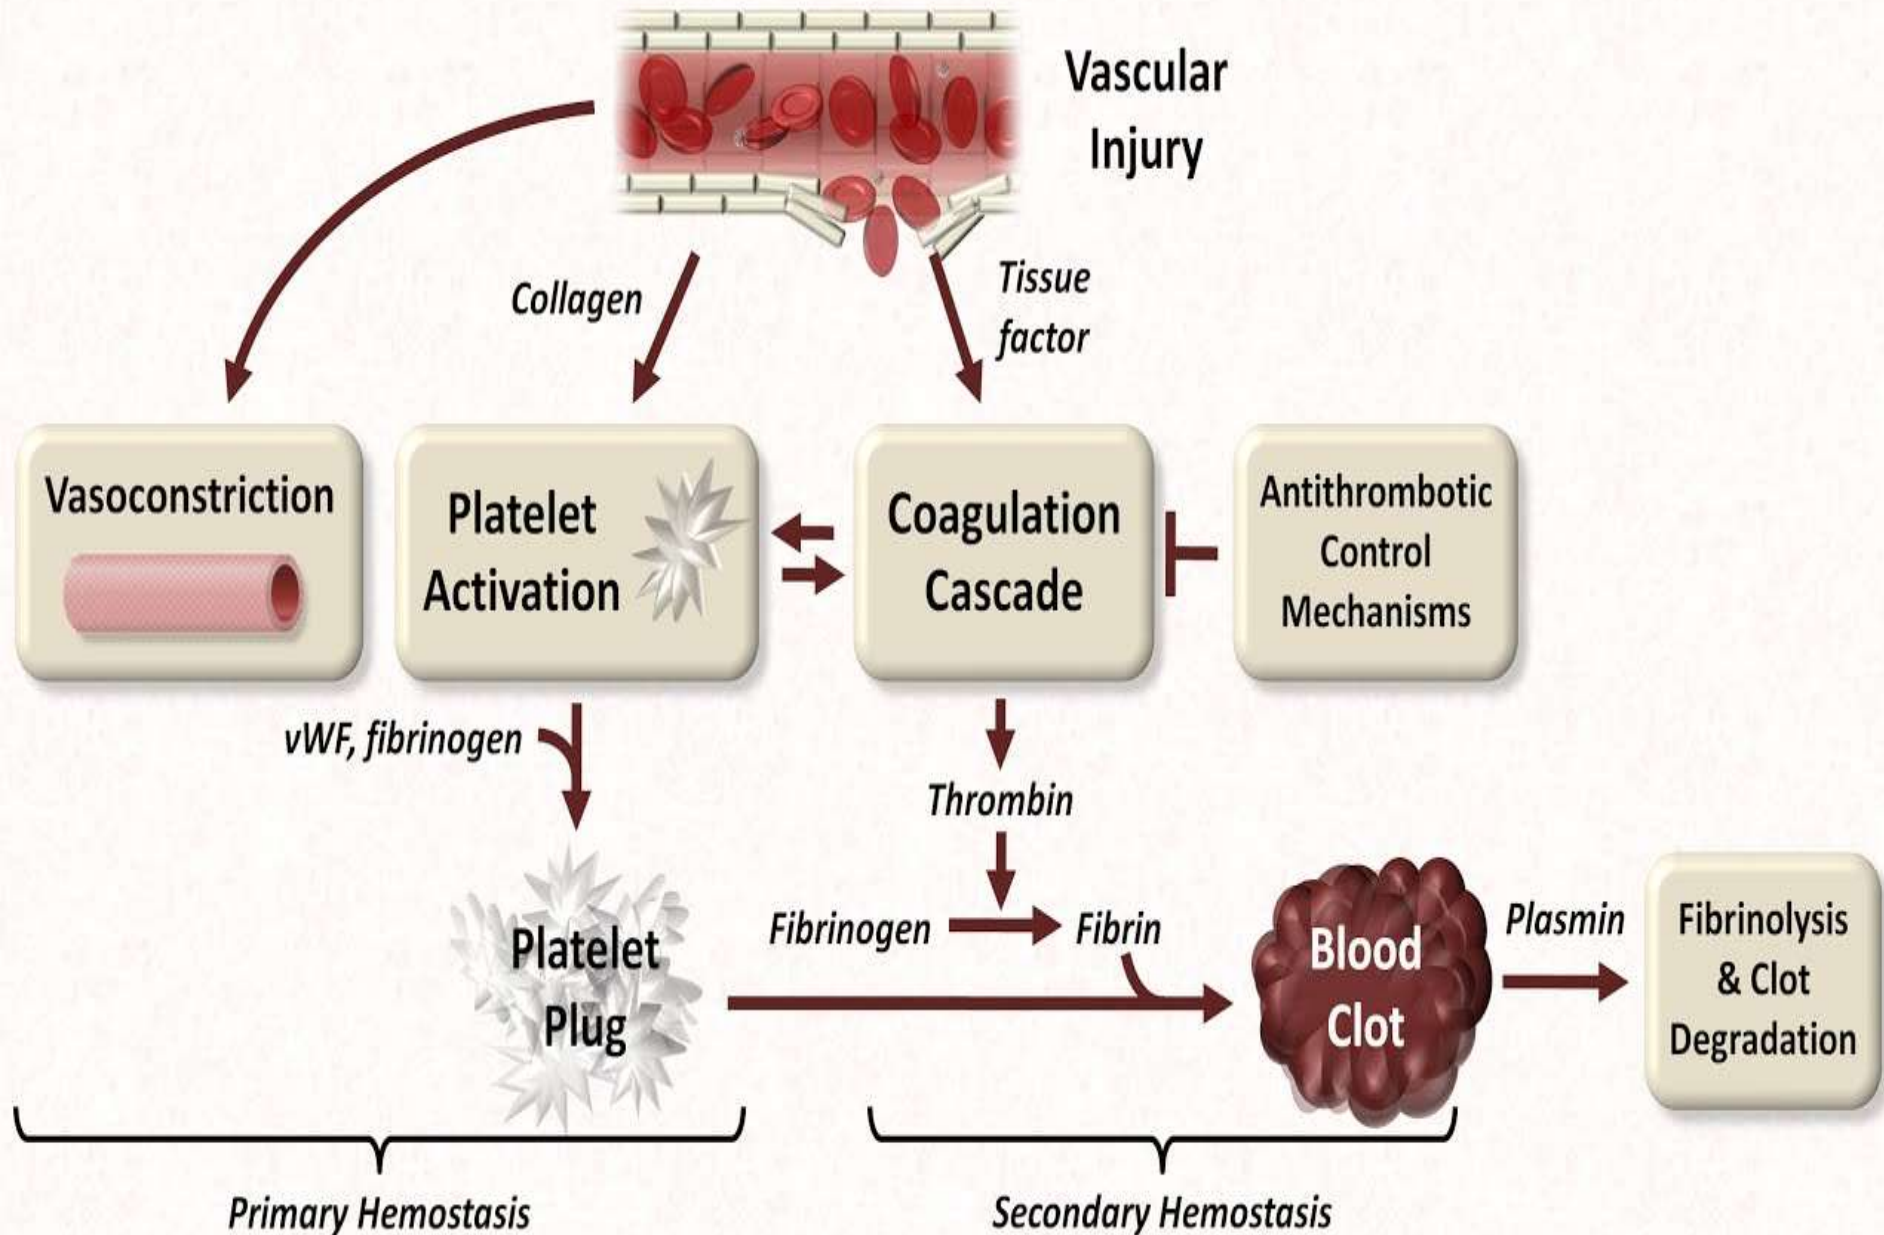 Vascular
Injury
Collagen
Tissue
factor
Vasoconstriction
Platelet
Activation
Coagulation
Cascade
Antithrombotic
Control
Mechanisms
vWF, fibrinogen
Thrombin
Platelet
Plug
Fibrinogen
Fibrin
Blood
Clot
Plasmin
Fibrinolysis
& Clot
Degradation
Primary Hemostasis
Secondary Hemostasis